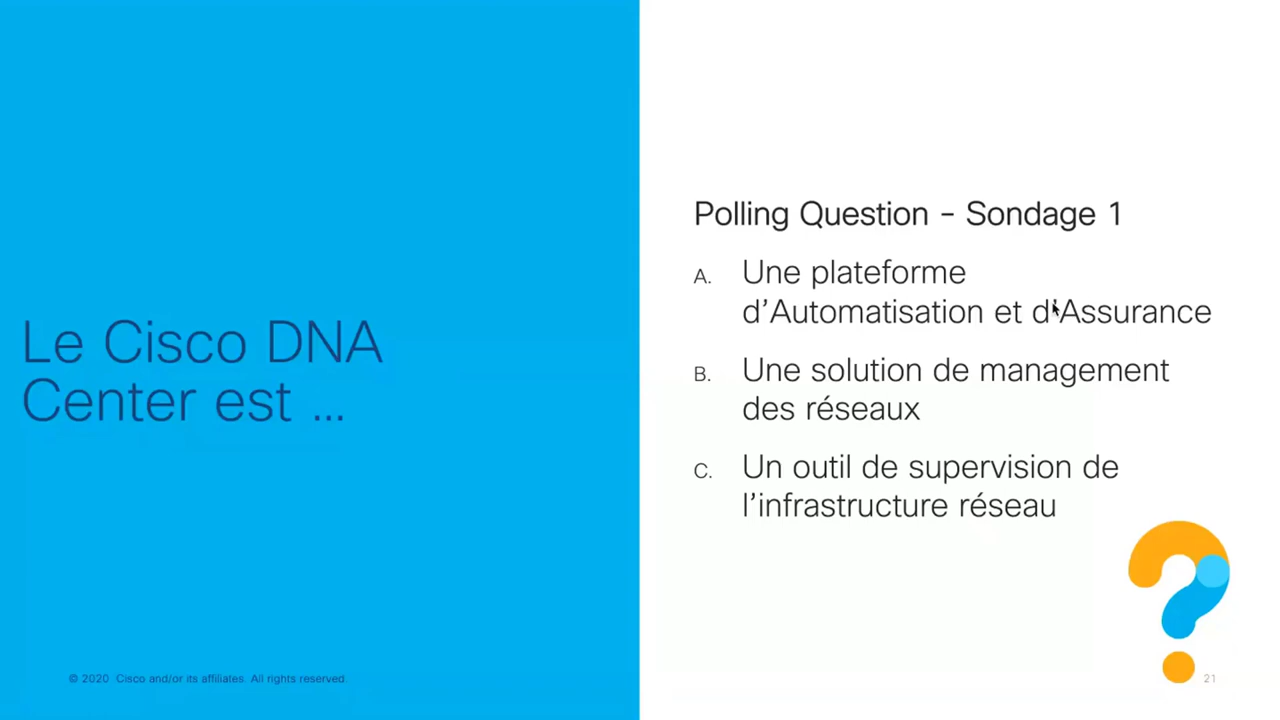 Le Cisco DNA
Center est ...
Polling Question - Sondage 1
A. Une plateforme
d’Automatisation et d’Assurance
B. Une solution de management
des réseaux
C. Un outil de supervision de
l’infrastructure réseau
© 2020 Cisco and/or its affiliates. All rights reserved.
21